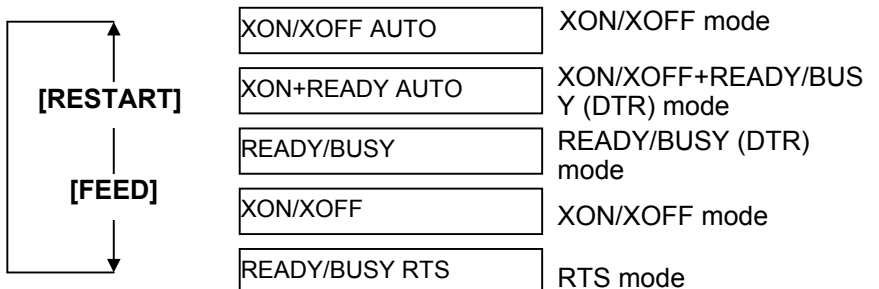 XON/XOFF AUTO
XON/XOFF mode
[RESTART]
XON+READY AUTO
XON/XOFF+READY/BUS
Y (DTR) mode
READY/BUSY
READY/BUSY (DTR)
mode
[FEED]
XON/XOFF
XON/XOFF mode
READY/BUSY RTS
RTS mode